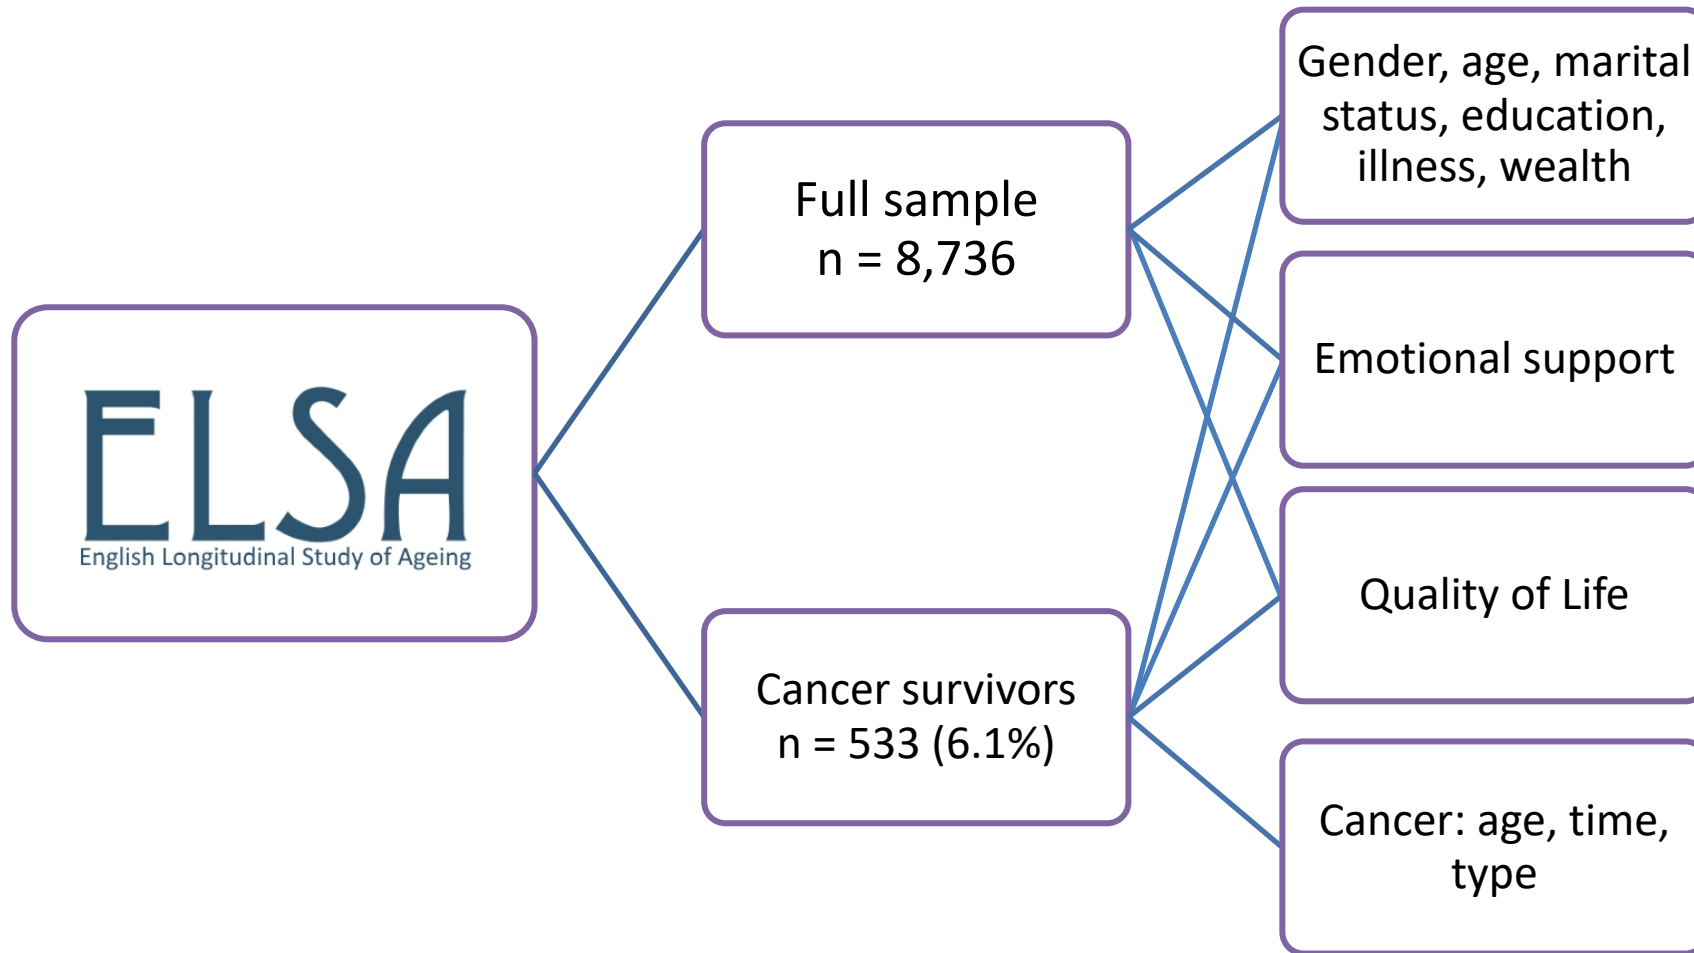 ELSA
English Longitudinal Study of Ageing
Full sample
n = 8,736
Cancer survivors
n = 533 (6.1%)
Gender, age, marital
status, education,
illness, wealth
Emotional support
Quality of Life
Cancer: age, time,
type